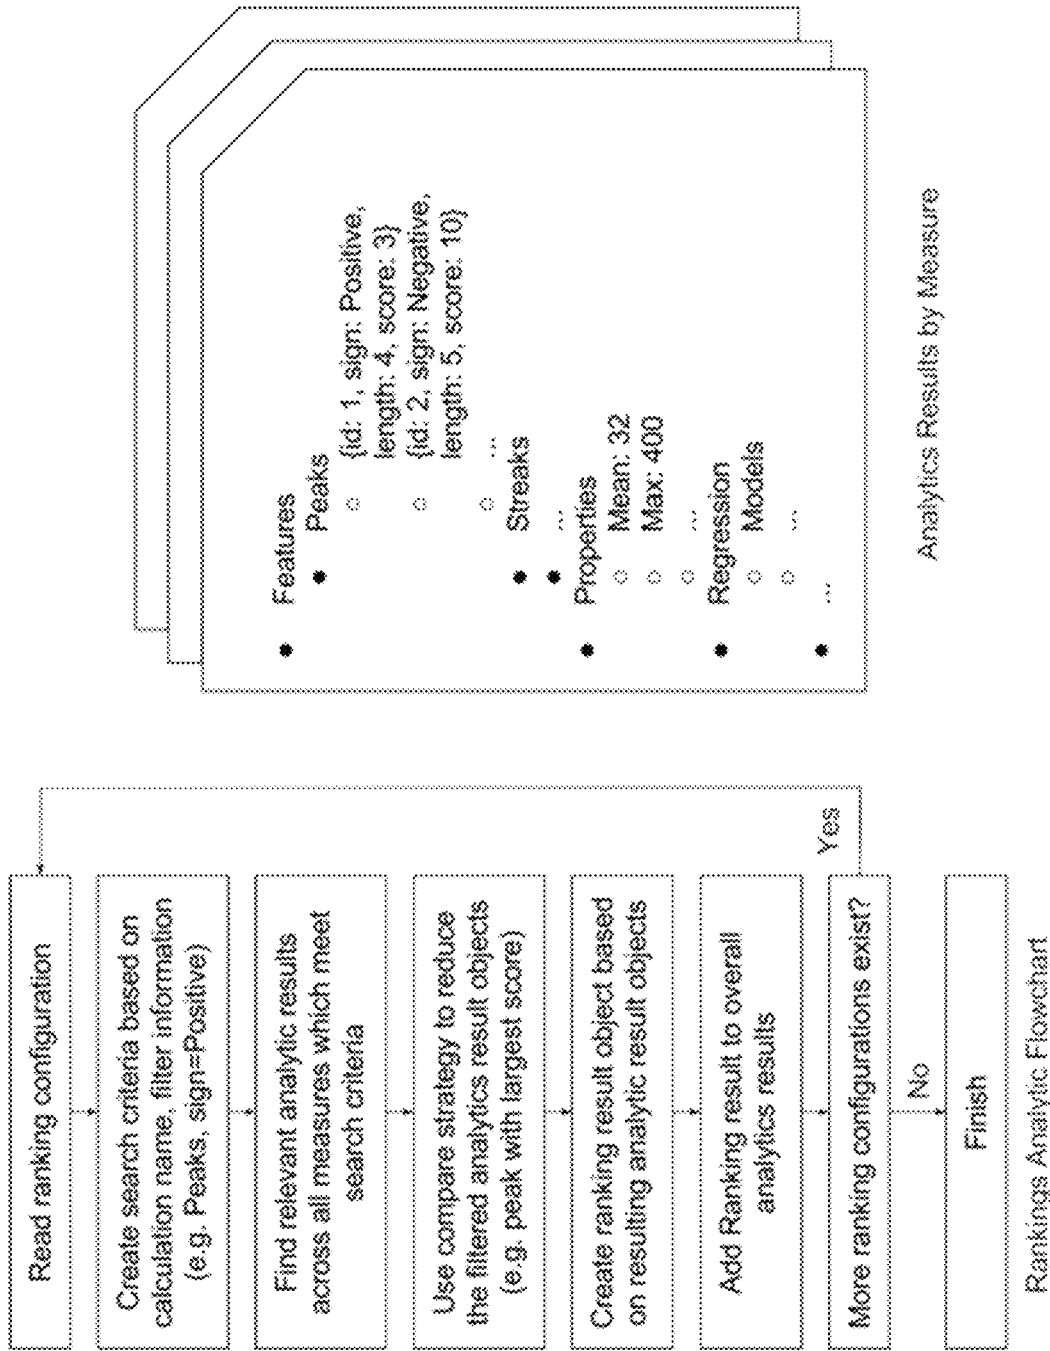 Read ranking configuration
Create search criteria based on
calculation name, filter information
(e.g. Peaks, sign=Positive)
Find relevant analytic results
across all measures which meet
search criteria
Use compare strategy to reduce
the filtered analytics result objects
(e.g. peak with largest score)
Create ranking result object based
on resulting analytic result objects
Add Ranking result to overall
analytics results
More ranking configurations exist?
Yes
No
Finish
Rankings Analytic Flowchart
• Features
• Peaks
○ {id: 1, sign: Positive,
length: 4, score: 3}
○ {id: 2, sign: Negative,
length: 5, score: 10}
○ ...
• Streaks
• ...
• Properties
○ Mean: 32
○ Max: 400
○ ...
• Regression
○ Models
○ ...
• ...
Analytics Results by Measure